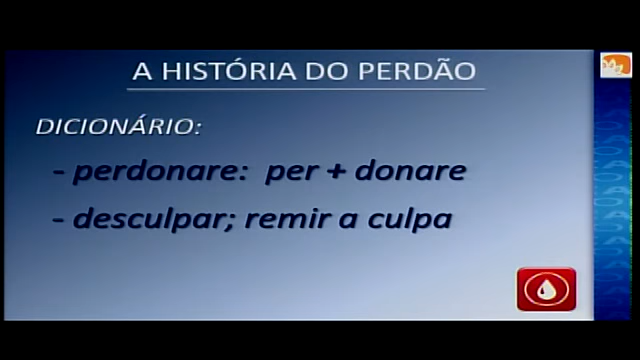 A HISTÓRIA DO PERDÃO
DICIONÁRIO:
- perdonare: per + donare
- desculpar; remir a culpa